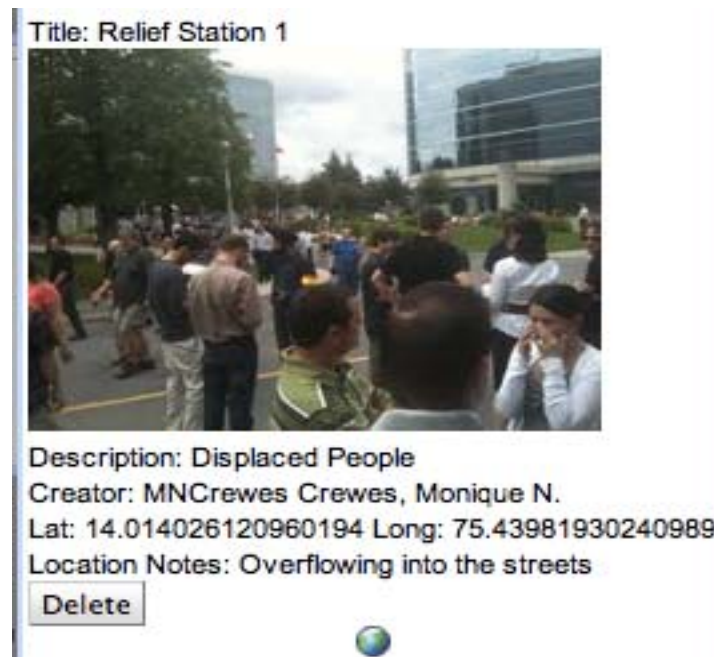 Title: Relief Station 1
Description: Displaced People
Creator: MNCrewes Crewes, Monique N.
Lat: 14.014026120960194 Long: 75.43981930240989
Location Notes: Overflowing into the streets
Delete